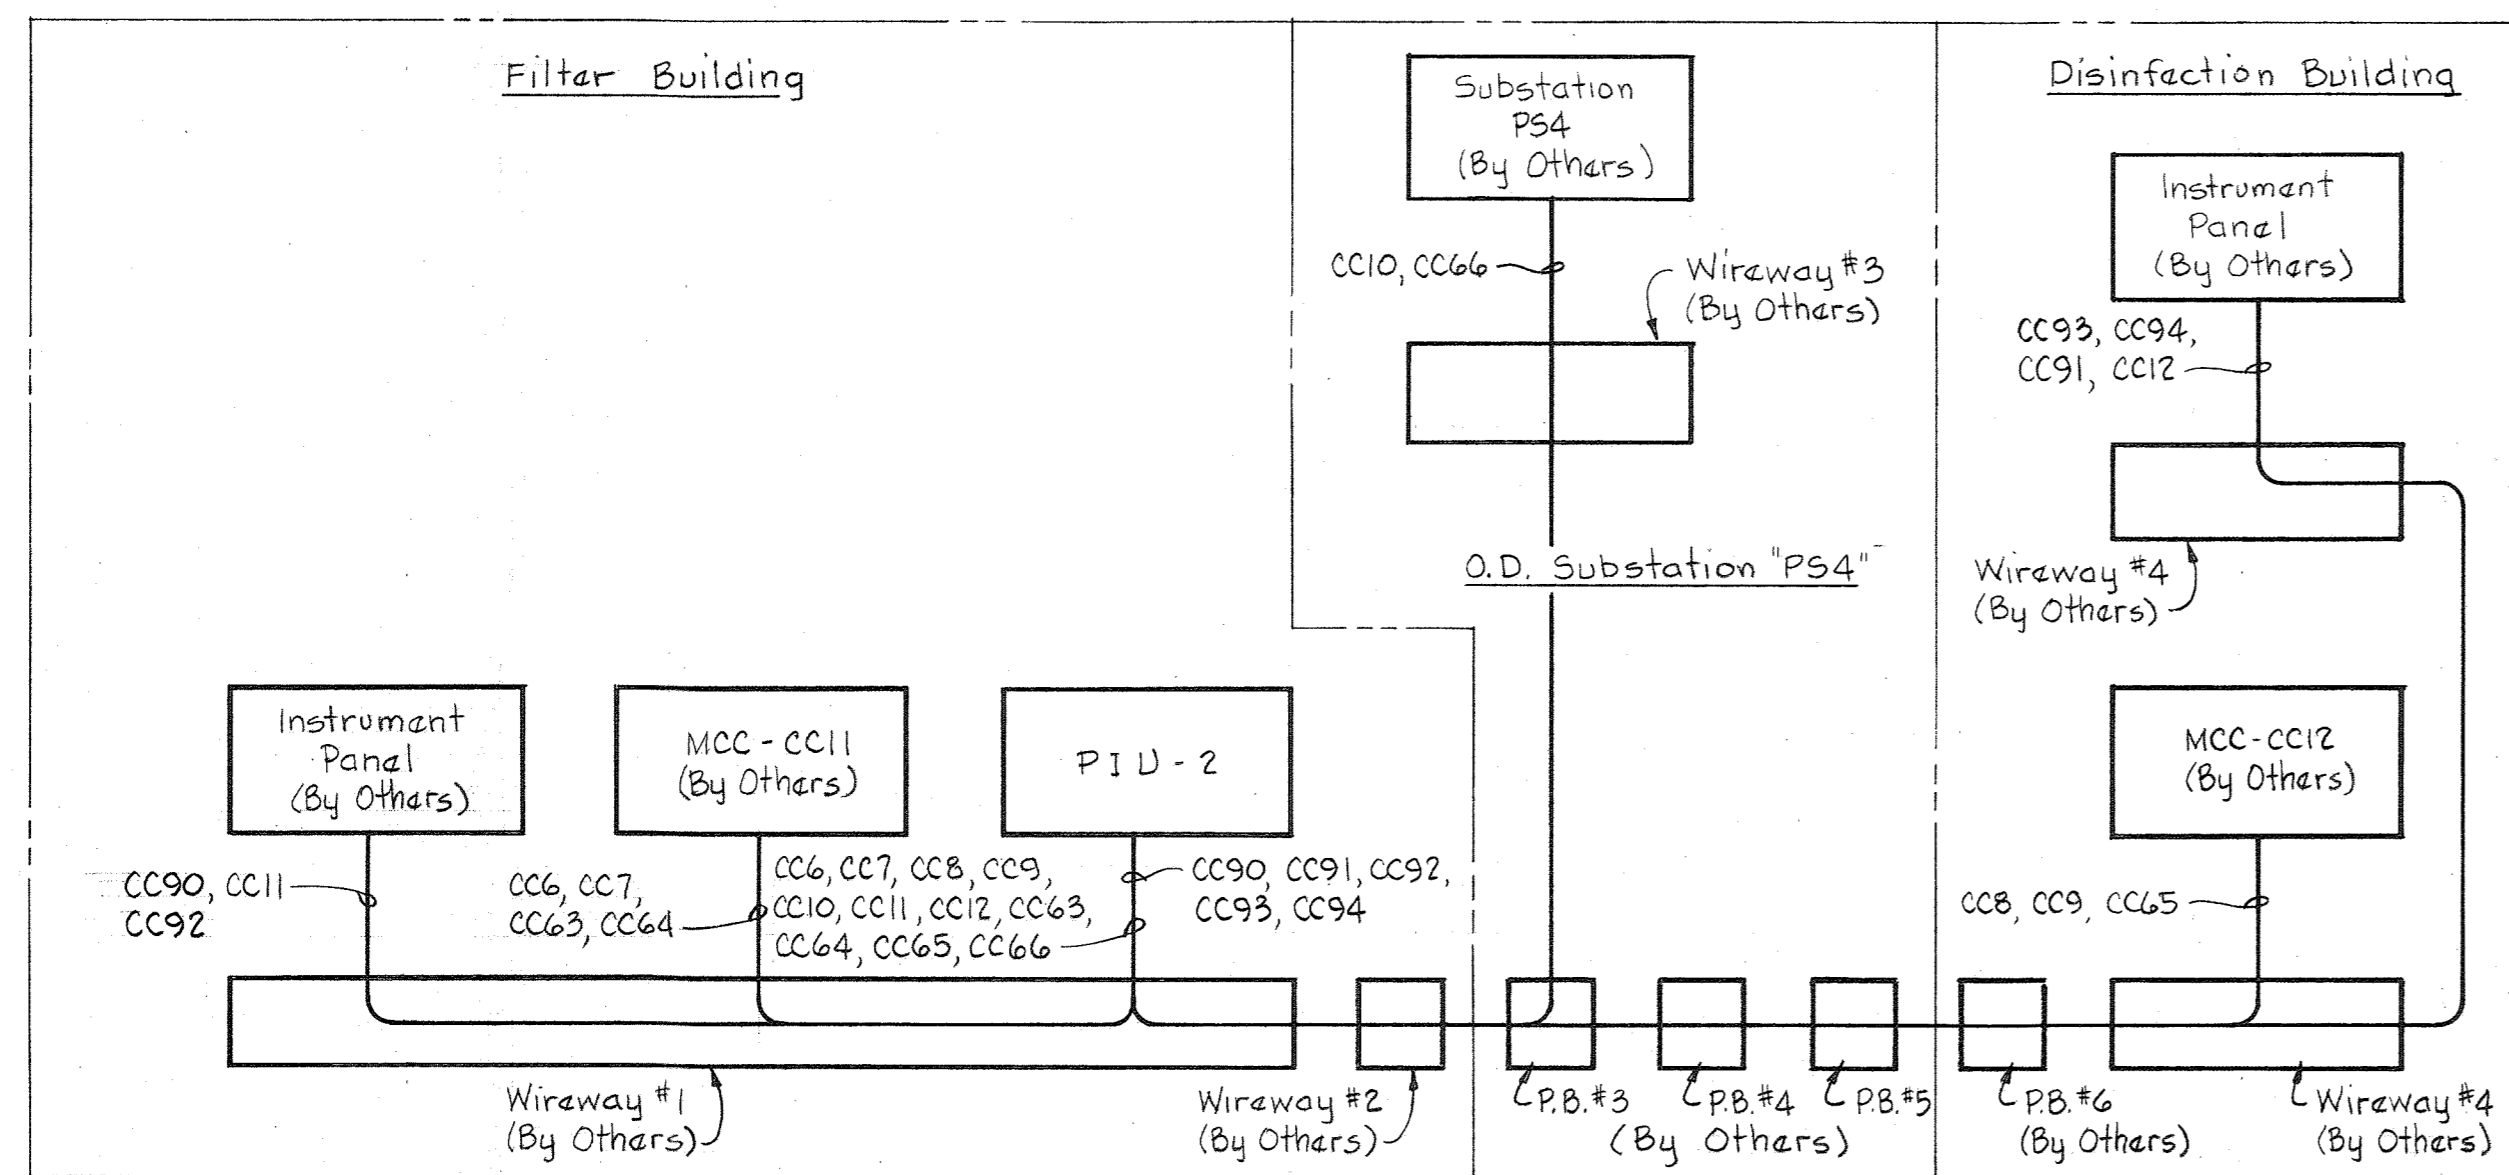 Filter Building
Substation
PS4
(By Others)
Disinfection Building
Instrument
Panel
(By Others)
CC10, CC66
Wireway #3
(By Others)
CC93, CC94,
CC91, CC12
O.D. Substation "PS4"
Wireway #4
(By Others)
Instrument
Panel
(By Others)
MCC-CC11
(By Others)
PIU-2
MCC-CC12
(By Others)
CC90, CC11
CC92
CC6, CC7,
CC63, CC64
CC6, CC7, CC8, CC9,
CC10, CC11, CC12, CC63,
CC64, CC65, CC66
CC90, CC91, CC92,
CC93, CC94
CC8, CC9, CC65
Wireway #1
(By Others)
Wireway #2
(By Others)
P.B.#3
P.B.#4
P.B.#5
(By Others)
P.B.#6
(By Others)
Wireway #4
(By Others)